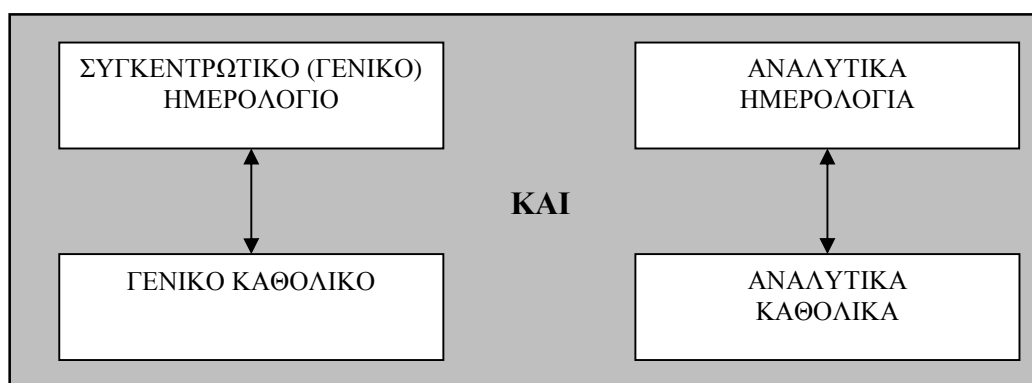 ΣΥΓΚΕΝΤΡΩΤΙΚΟ (ΓΕΝΙΚΟ)
ΗΜΕΡΟΛΟΓΙΟ
ΑΝΑΛΥΤΙΚΑ
ΗΜΕΡΟΛΟΓΙΑ
ΚΑΙ
ΓΕΝΙΚΟ ΚΑΘΟΛΙΚΟ
ΑΝΑΛΥΤΙΚΑ
ΚΑΘΟΛΙΚΑ